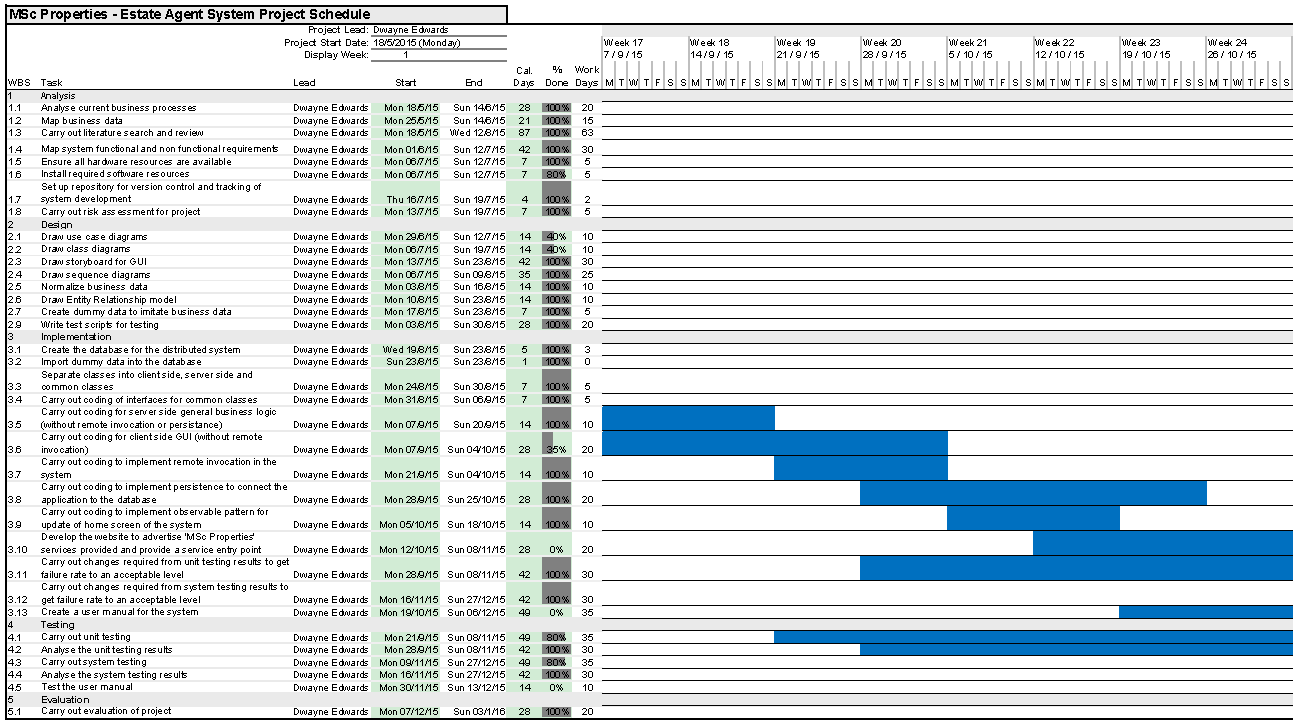 MSc Properties - Estate Agent System Project Schedule
Project Lead: Dwayne Edwards
Project Start Date: 18/5/2015 (Monday)
Display Week: 1
Week 17 Week 18 Week 19 Week 20 Week 21 Week 22 Week 23 Week 24
7 / 9 / 15 14 / 9 / 15 21 / 9 / 15 28 / 9 / 15 5 / 10 / 15 12 / 10 / 15 19 / 10 / 15 26 / 10 / 15
WBS Task Lead Start End Cal. Days % Done Work Days M T W T F S S M T W T F S S M T W T F S S M T W T F S S M T W T F S S M T W T F S S M T W T F S S M T W T F S S
1 Analysis
1.1 Analyse current business processes Dwayne Edwards Mon 18/5/15 Sun 14/6/15 28 100% 20
1.2 Map business data Dwayne Edwards Mon 25/5/15 Sun 14/6/15 21 100% 15
1.3 Carry out literature search and review Dwayne Edwards Mon 18/5/15 Wed 12/8/15 87 100% 63
1.4 Map system functional and non functional requirements Dwayne Edwards Mon 01/6/15 Sun 12/7/15 42 100% 30
1.5 Ensure all hardware resources are available Dwayne Edwards Mon 06/7/15 Sun 12/7/15 7 100% 5
1.6 Install required software resources Dwayne Edwards Mon 06/7/15 Sun 12/7/15 7 80% 5
Set up repository for version control and tracking of
1.7 system development Dwayne Edwards Thu 16/7/15 Sun 19/7/15 4 100% 2
1.8 Carry out risk assessment for project Dwayne Edwards Mon 13/7/15 Sun 19/7/15 7 100% 5
2 Design
2.1 Draw use case diagrams Dwayne Edwards Mon 29/6/15 Sun 12/7/15 14 40% 10
2.2 Draw class diagrams Dwayne Edwards Mon 06/7/15 Sun 19/7/15 14 40% 10
2.3 Draw storyboard for GUI Dwayne Edwards Mon 13/7/15 Sun 23/8/15 42 100% 30
2.4 Draw sequence diagrams Dwayne Edwards Mon 06/7/15 Sun 09/8/15 35 100% 25
2.5 Normalize business data Dwayne Edwards Mon 03/8/15 Sun 16/8/15 14 100% 10
2.6 Draw Entity Relationship model Dwayne Edwards Mon 10/8/15 Sun 23/8/15 14 100% 10
2.7 Create dummy data to imitate business data Dwayne Edwards Mon 17/8/15 Sun 23/8/15 7 100% 5
2.9 Write test scripts for testing Dwayne Edwards Mon 03/8/15 Sun 30/8/15 28 100% 20
3 Implementation
3.1 Create the database for the distributed system Dwayne Edwards Wed 19/8/15 Sun 23/8/15 5 100% 3
3.2 Import dummy data into the database Dwayne Edwards Sun 23/8/15 Sun 23/8/15 1 100% 0
Separate classes into client side, server side and
3.3 common classes Dwayne Edwards Mon 24/8/15 Sun 30/8/15 7 100% 5
3.4 Carry out coding of interfaces for common classes Dwayne Edwards Mon 31/8/15 Sun 06/9/15 7 100% 5
Carry out coding for server side general business logic
3.5 (without remote invocation or persistance) Dwayne Edwards Mon 07/9/15 Sun 20/9/15 14 100% 10
Carry out coding for client side GUI (without remote
3.6 invocation) Dwayne Edwards Mon 07/9/15 Sun 04/10/15 28 35% 20
Carry out coding to implement remote invocation in the
3.7 system Dwayne Edwards Mon 21/9/15 Sun 04/10/15 14 100% 10
Carry out coding to implement persistence to connect the
3.8 application to the database Dwayne Edwards Mon 28/9/15 Sun 25/10/15 28 100% 20
Carry out coding to implement observable pattern for
3.9 update of home screen of the system Dwayne Edwards Mon 05/10/15 Sun 18/10/15 14 100% 10
Develop the website to advertise 'MSc Properties'
3.10 services provided and provide a service entry point Dwayne Edwards Mon 12/10/15 Sun 08/11/15 28 0% 20
Carry out changes required from unit testing results to get
3.11 failure rate to an acceptable level Dwayne Edwards Mon 28/9/15 Sun 08/11/15 42 100% 30
Carry out changes required from system testing results to
3.12 get failure rate to an acceptable level Dwayne Edwards Mon 16/11/15 Sun 27/12/15 42 100% 30
3.13 Create a user manual for the system Dwayne Edwards Mon 19/10/15 Sun 06/12/15 49 0% 35
4 Testing
4.1 Carry out unit testing Dwayne Edwards Mon 21/9/15 Sun 08/11/15 49 80% 35
4.2 Analyse the unit testing results Dwayne Edwards Mon 28/9/15 Sun 08/11/15 42 100% 30
4.3 Carry out system testing Dwayne Edwards Mon 09/11/15 Sun 27/12/15 49 80% 35
4.4 Analyse the system testing results Dwayne Edwards Mon 16/11/15 Sun 27/12/15 42 100% 30
4.5 Test the user manual Dwayne Edwards Mon 30/11/15 Sun 13/12/15 14 0% 10
5 Evaluation
5.1 Carry out evaluation of project Dwayne Edwards Mon 07/12/15 Sun 03/1/16 28 100% 20